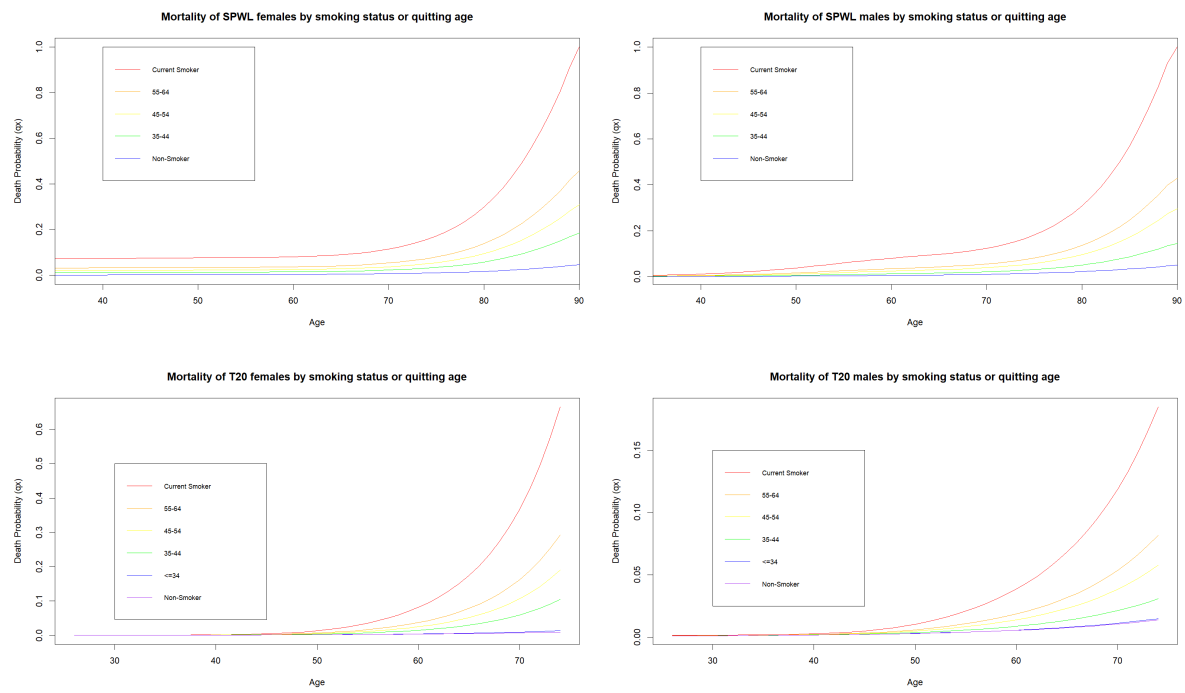 Mortality of SPWL females by smoking status or quitting age
1.0
0.8
0.6
0.4
0.2
0.0
Death Probability (qx)
Current Smoker
55-64
45-54
35-44
Non-Smoker
40
50
60
70
80
90
Age
Mortality of SPWL males by smoking status or quitting age
1.0
0.8
0.6
0.4
0.2
0.0
Death Probability (qx)
Current Smoker
55-64
45-54
35-44
Non-Smoker
40
50
60
70
80
90
Age
Mortality of T20 females by smoking status or quitting age
0.6
0.5
0.4
0.3
0.2
0.1
0.0
Death Probability (qx)
Current Smoker
55-64
45-54
35-44
<=34
Non-Smoker
30
40
50
60
70
Age
Mortality of T20 males by smoking status or quitting age
0.15
0.10
0.05
0.00
Death Probability (qx)
Current Smoker
55-64
45-54
35-44
<=34
Non-Smoker
30
40
50
60
70
Age